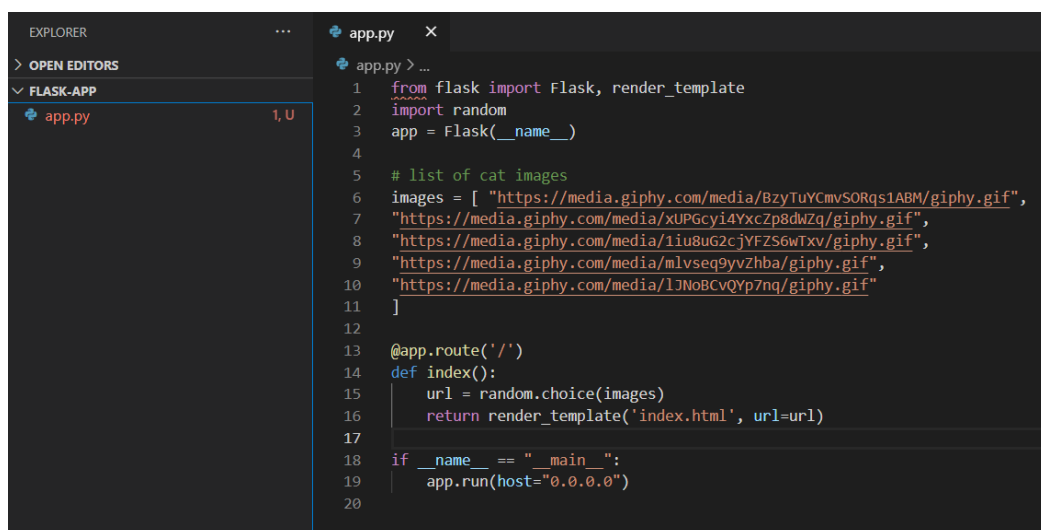 EXPLORER ...
OPEN EDITORS
FLASK-APP
app.py 1, U
app.py ×
app.py > ...
1 from flask import Flask, render_template
2 import random
3 app = Flask(__name__)
4
5 # list of cat images
6 images = [ "https://media.giphy.com/media/BzyTuYCmvSORqs1ABM/giphy.gif",
7 "https://media.giphy.com/media/xUPGcyi4YxcZp8dWZq/giphy.gif",
8 "https://media.giphy.com/media/1iu8uG2cjYFZS6wTxv/giphy.gif",
9 "https://media.giphy.com/media/mlvseq9yvZhba/giphy.gif",
10 "https://media.giphy.com/media/lJNoBCvQYp7nq/giphy.gif"
11 ]
12
13 @app.route('/')
14 def index():
15     url = random.choice(images)
16     return render_template('index.html', url=url)
17
18 if __name__ == "__main__":
19     app.run(host="0.0.0.0")
20